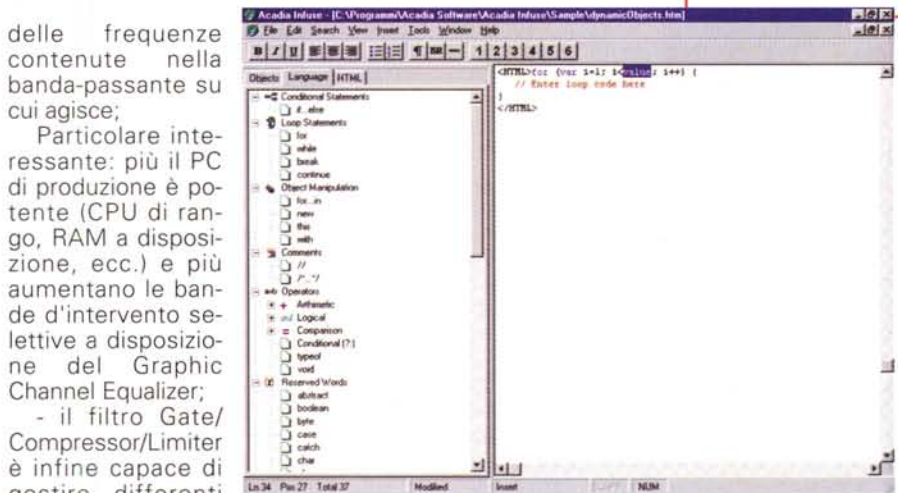 delle frequenze
contenute nella
banda-passante su
cui agisce;
Particolare inte-
ressante: più il PC
di produzione è po-
tente (CPU di ran-
go, RAM a disposi-
zione, ecc.) e più
aumentano le ban-
de d'intervento se-
lettive a disposizio-
ne del Graphic
Channel Equalizer;
- il filtro Gate/
Compressor/Limiter
è infine capace di
gestire differenti
Acadia Infuse - [C:\Programmi\Acadia Software\Acadia Infuse\Sample\dynamicObjects.htm]
File Edit Search View Insert Tools Window Help
B I U ¶ BR 1 2 3 4 5 6
Objects Language HTML
Conditional Statements
if...else
Loop Statements
for
while
break
continue
Object Manipulation
for...in
new
this
with
Comments
//
/*...*/
Operators
Arithmetic
Logical
Comparison
Conditional (?:)
typeof
void
Reserved Words
abstract
boolean
byte
case
catch
char
<HTML>for (var i=1; i<value; i++) {
// Enter loop code here
}
</HTML>
Ln 34 Pos 27 Total 37 Modified Insert NUM